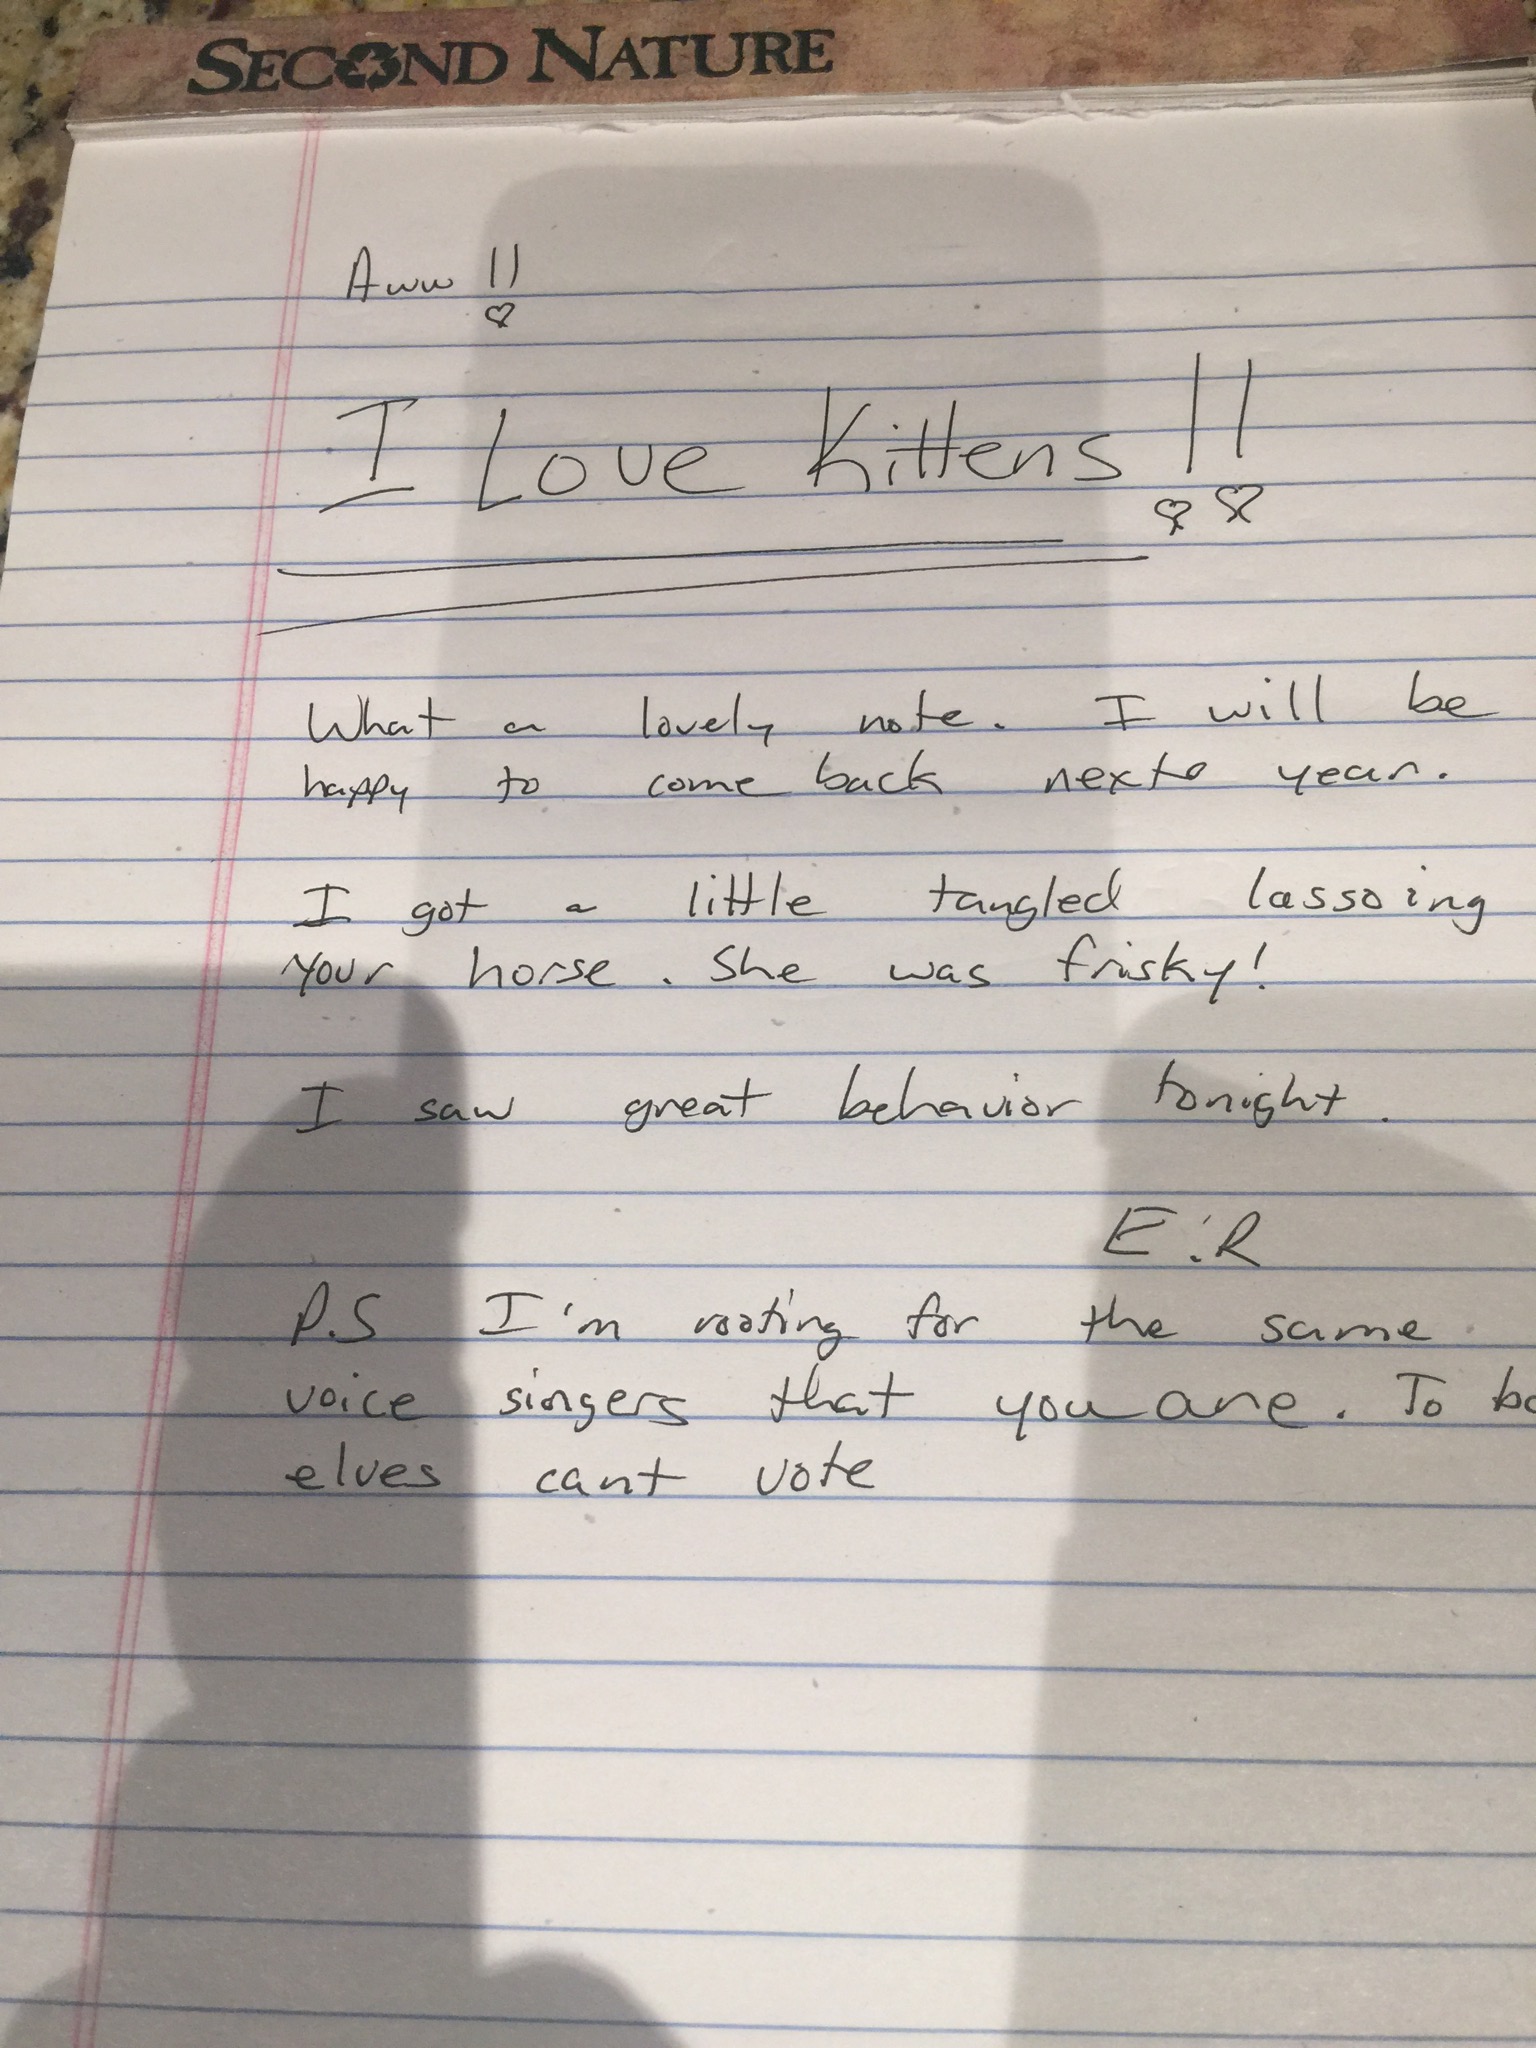 SECOND NATURE
Aww !!
I Love Kittens !!
What a lovely note. I will be
happy to come back nexto year.
I got a little tangled lassoing
your horse. She was frisky!
I saw great behavior tonight.
E:R
P.S I'm rooting for the same
voice singers that you are. To
elves cant vote